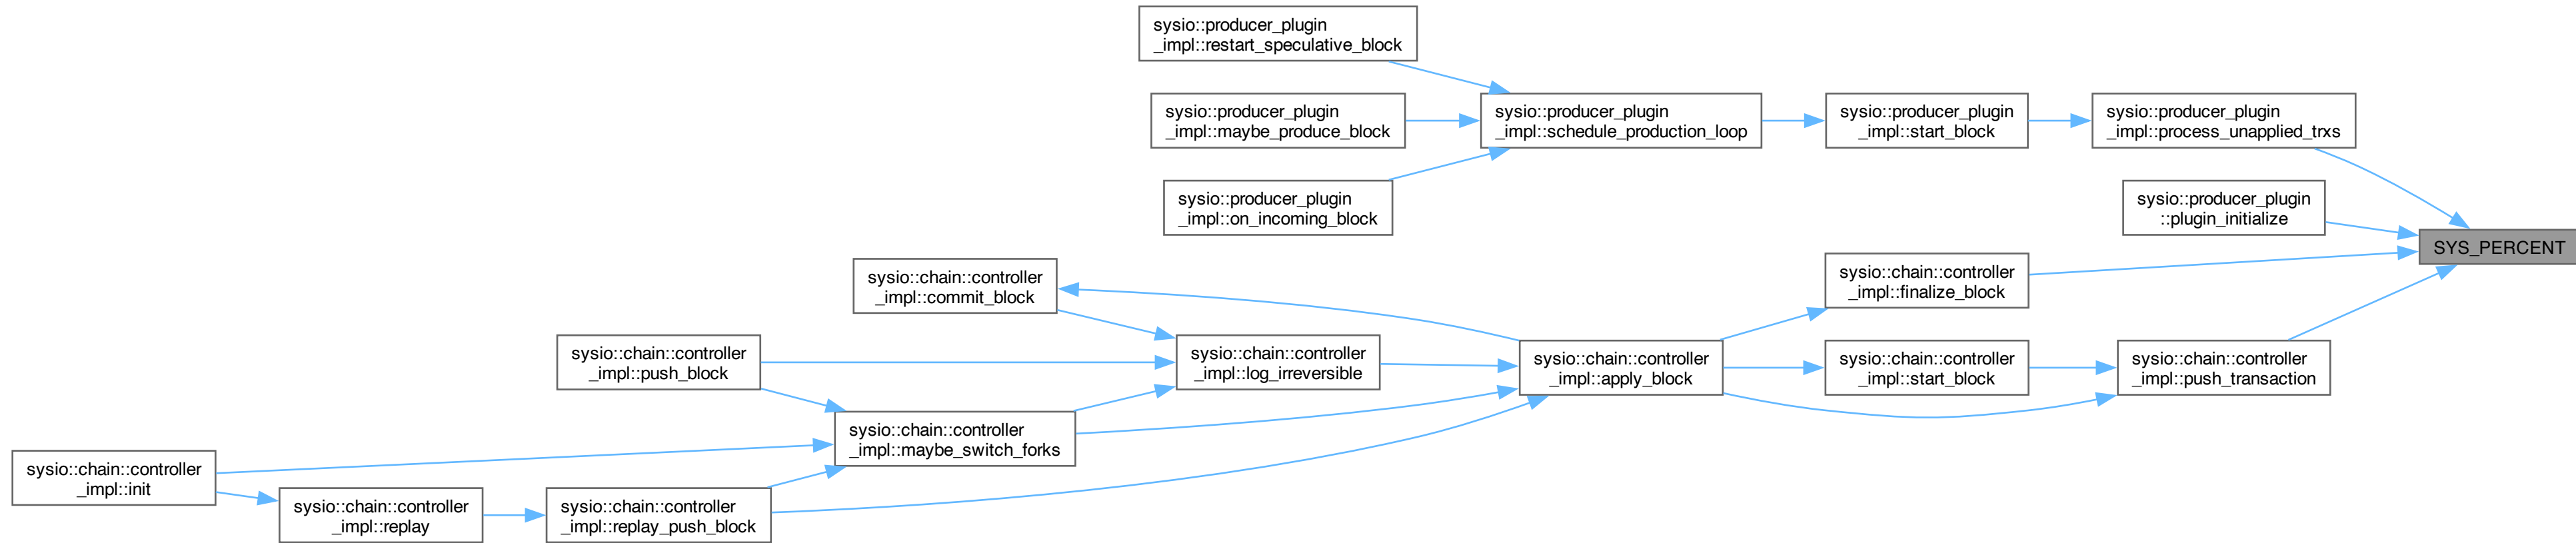 sysio::producer_plugin
_impl::restart_speculative_block
sysio::producer_plugin
_impl::maybe_produce_block
sysio::producer_plugin
_impl::schedule_production_loop
sysio::producer_plugin
_impl::start_block
sysio::producer_plugin
_impl::process_unapplied_trxs
sysio::producer_plugin
_impl::on_incoming_block
sysio::producer_plugin
::plugin_initialize
SYS_PERCENT
sysio::chain::controller
_impl::commit_block
sysio::chain::controller
_impl::finalize_block
sysio::chain::controller
_impl::push_block
sysio::chain::controller
_impl::log_irreversible
sysio::chain::controller
_impl::apply_block
sysio::chain::controller
_impl::start_block
sysio::chain::controller
_impl::push_transaction
sysio::chain::controller
_impl::maybe_switch_forks
sysio::chain::controller
_impl::init
sysio::chain::controller
_impl::replay
sysio::chain::controller
_impl::replay_push_block